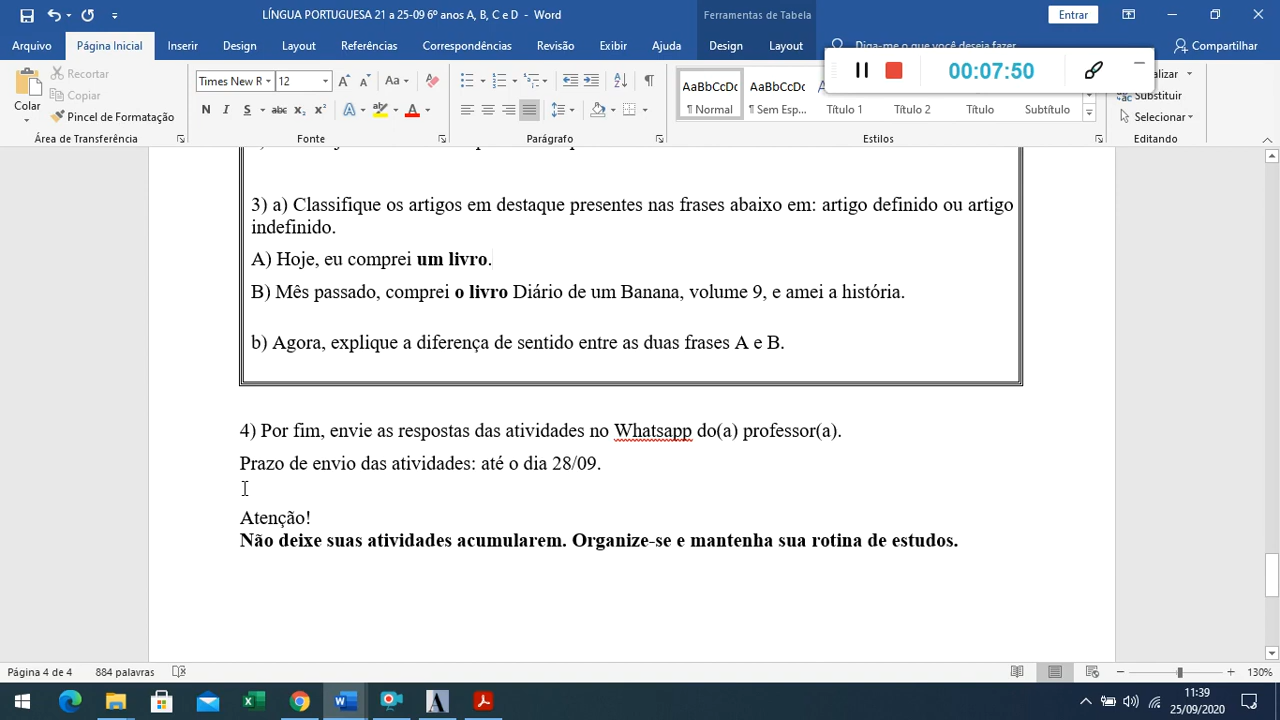 LÍNGUA PORTUGUESA 21 a 25-09 6º anos A, B, C e D - Word
Ferramentas de Tabela
Entrar
Arquivo Página Inicial Inserir Design Layout Referências Correspondências Revisão Exibir Ajuda Design Layout Diga-me o que você deseja fazer Compartilhar
00:07:50
Colar
Recortar
Copiar
Pincel de Formatação
Área de Transferência
Times New R 12
Fonte
Parágrafo
AaBbCcDc AaBbCcDc
¶ Normal ¶ Sem Esp... Título 1 Título 2 Título Subtítulo
Estilos
Substituir
Selecionar
Editando
3) a) Classifique os artigos em destaque presentes nas frases abaixo em: artigo definido ou artigo
indefinido.
A) Hoje, eu comprei um livro.
B) Mês passado, comprei o livro Diário de um Banana, volume 9, e amei a história.
b) Agora, explique a diferença de sentido entre as duas frases A e B.
4) Por fim, envie as respostas das atividades no Whatsapp do(a) professor(a).
Prazo de envio das atividades: até o dia 28/09.
Atenção!
Não deixe suas atividades acumularem. Organize-se e mantenha sua rotina de estudos.
Página 4 de 4 884 palavras 130%
11:39
25/09/2020